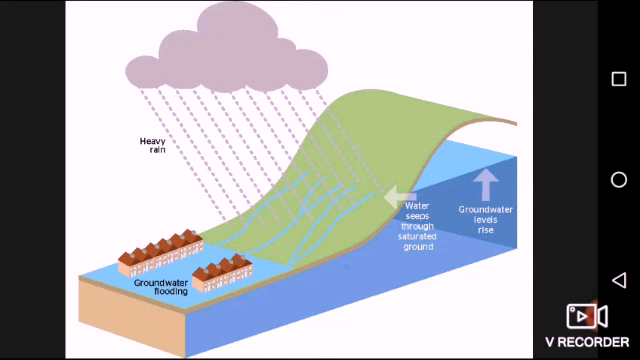 Heavy
rain
Water
seeps
through
saturated
ground
Groundwater
levels
rise
Groundwater
flooding
V RECORDER